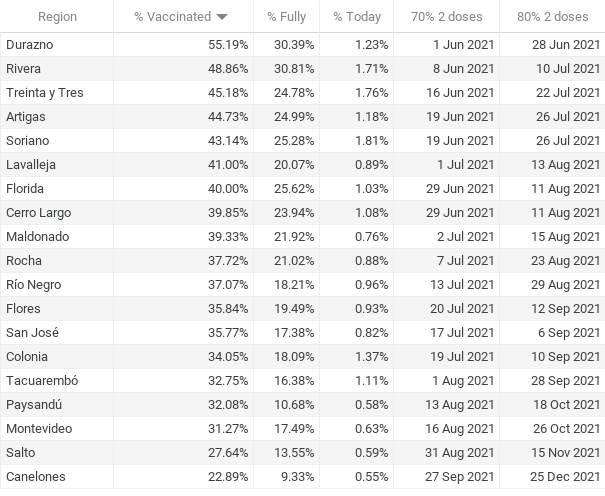 Region % Vaccinated % Fully % Today 70% 2 doses 80% 2 doses
Durazno 55.19% 30.39% 1.23% 1 Jun 2021 28 Jun 2021
Rivera 48.86% 30.81% 1.71% 8 Jun 2021 10 Jul 2021
Treinta y Tres 45.18% 24.78% 1.76% 16 Jun 2021 22 Jul 2021
Artigas 44.73% 24.99% 1.18% 19 Jun 2021 26 Jul 2021
Soriano 43.14% 25.28% 1.81% 19 Jun 2021 26 Jul 2021
Lavalleja 41.00% 20.07% 0.89% 1 Jul 2021 13 Aug 2021
Florida 40.00% 25.62% 1.03% 29 Jun 2021 11 Aug 2021
Cerro Largo 39.85% 23.94% 1.08% 29 Jun 2021 11 Aug 2021
Maldonado 39.33% 21.92% 0.76% 2 Jul 2021 15 Aug 2021
Rocha 37.72% 21.02% 0.88% 7 Jul 2021 23 Aug 2021
Río Negro 37.07% 18.21% 0.96% 13 Jul 2021 29 Aug 2021
Flores 35.84% 19.49% 0.93% 20 Jul 2021 12 Sep 2021
San José 35.77% 17.38% 0.82% 17 Jul 2021 6 Sep 2021
Colonia 34.05% 18.09% 1.37% 19 Jul 2021 10 Sep 2021
Tacuarembó 32.75% 16.38% 1.11% 1 Aug 2021 28 Sep 2021
Paysandú 32.08% 10.68% 0.58% 13 Aug 2021 18 Oct 2021
Montevideo 31.27% 17.49% 0.63% 16 Aug 2021 26 Oct 2021
Salto 27.64% 13.55% 0.59% 31 Aug 2021 15 Nov 2021
Canelones 22.89% 9.33% 0.55% 27 Sep 2021 25 Dec 2021